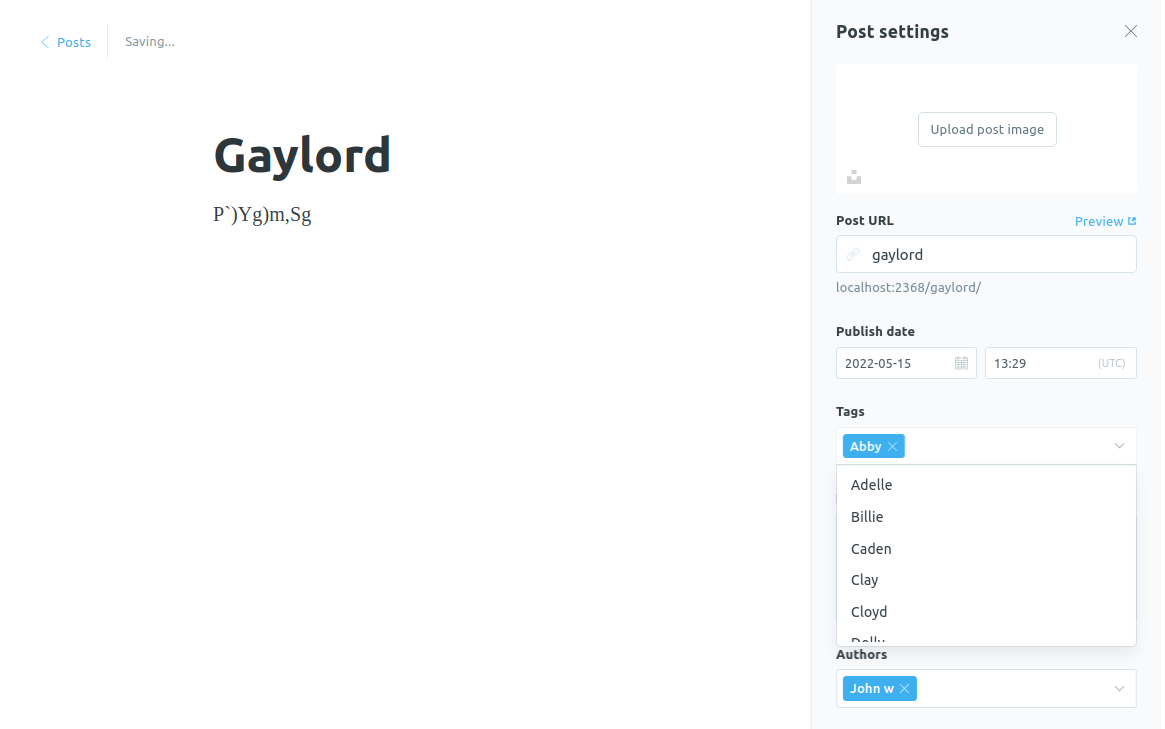 Posts
Saving...
Gaylord
P`)Yg)m,Sg
Post settings
Upload post image
Post URL
Preview
gaylord
localhost:2368/gaylord/
Publish date
2022-05-15
13:29
(UTC)
Tags
Abby
Adelle
Billie
Caden
Clay
Cloyd
Authors
John w